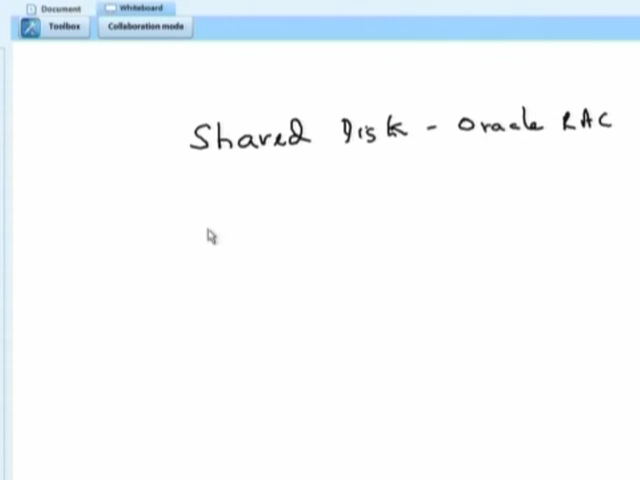 Document Whiteboard
Toolbox Collaboration mode
Shared Disk - Oracle RAC